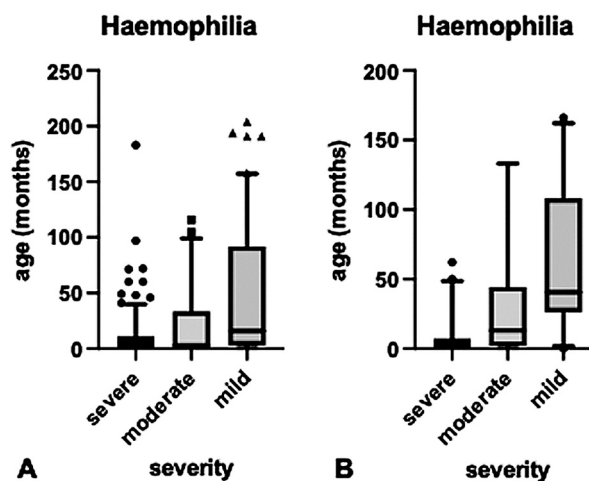 Haemophilia
250
200
150
100
50
0
age (months)
severe
moderate
mild
severity
A
Haemophilia
200
150
100
50
0
age (months)
severe
moderate
mild
severity
B